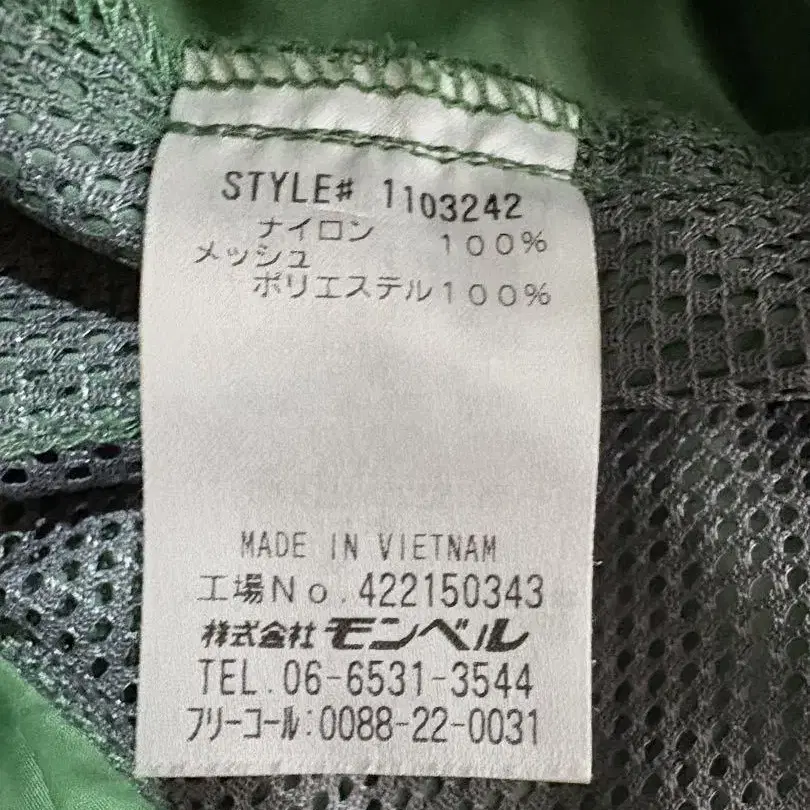 STYLE# 1103242
ナイロン 100%
メッシュ
ポリエステル100%
MADE IN VIETNAM
工場No.422150343
株式会社モンベル
TEL.06-6531-3544
フリーコール:0088-22-0031